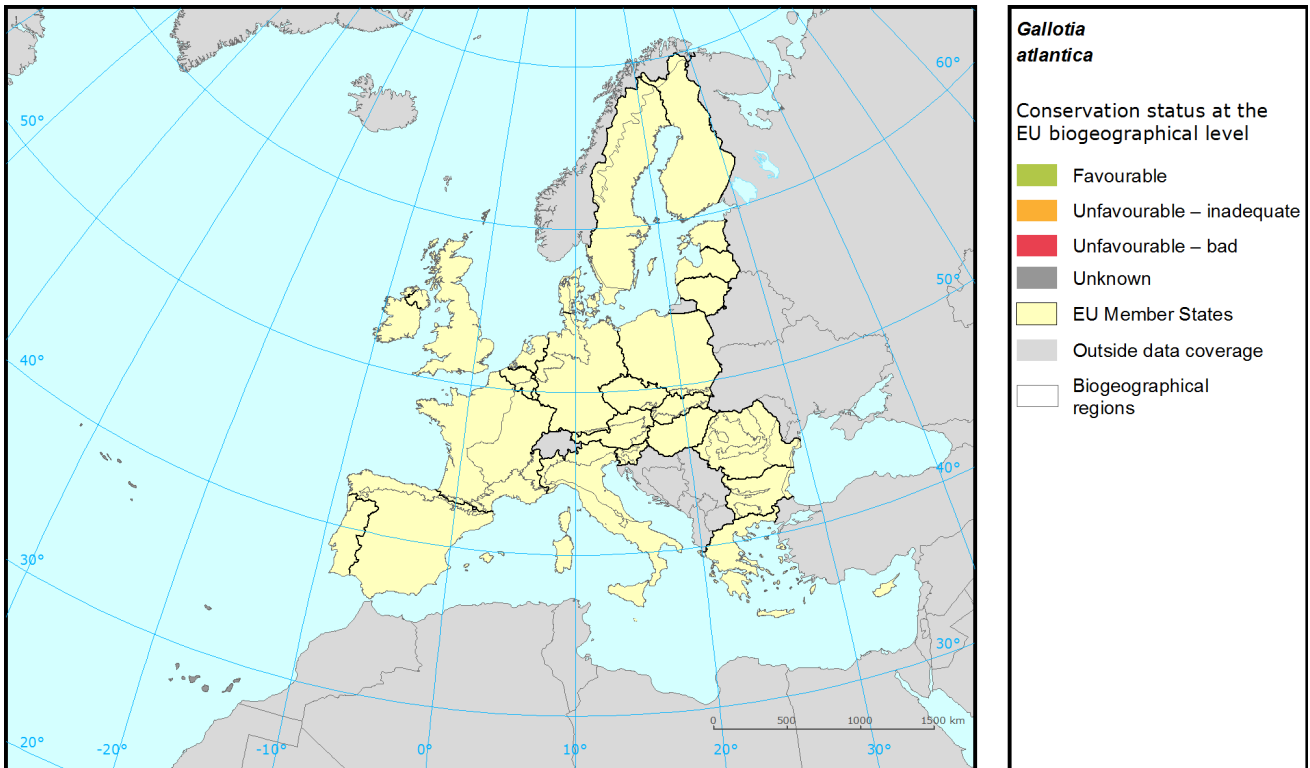 Gallotia
atlantica
Conservation status at the
EU biogeographical level
Favourable
Unfavourable – inadequate
Unfavourable – bad
Unknown
EU Member States
Outside data coverage
Biogeographical
regions
60°
50°
50°
40°
40°
30°
30°
20°
-20°
-10°
0°
10°
20°
30°
0 500 1000 1500 km